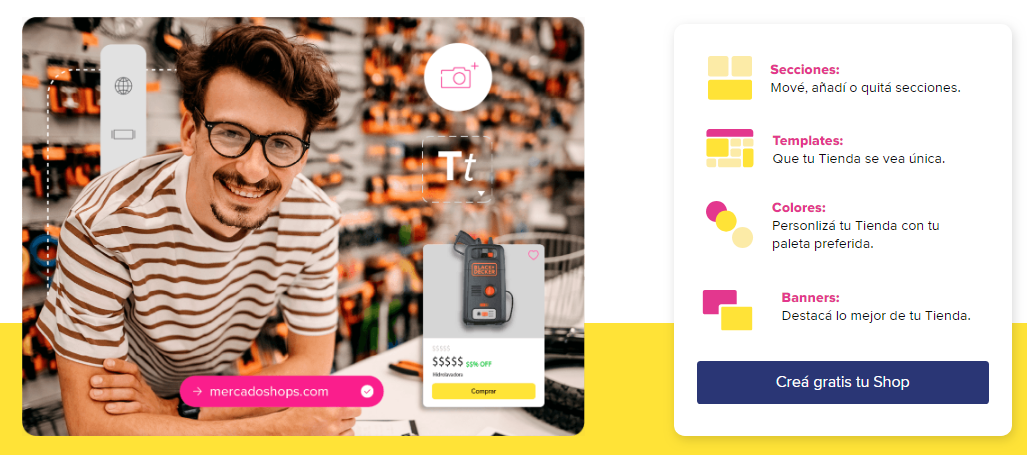 Tt
BLACK+
DECKER
$$$$$
$$$$$ 55% OFF
Hidrolavadora
Comprar
mercadoshops.com
Secciones:
Mové, añadí o quitá secciones.
Templates:
Que tu Tienda se vea única.
Colores:
Personlizá tu Tienda con tu
paleta preferida.
Banners:
Destacá lo mejor de tu Tienda.
Creá gratis tu Shop